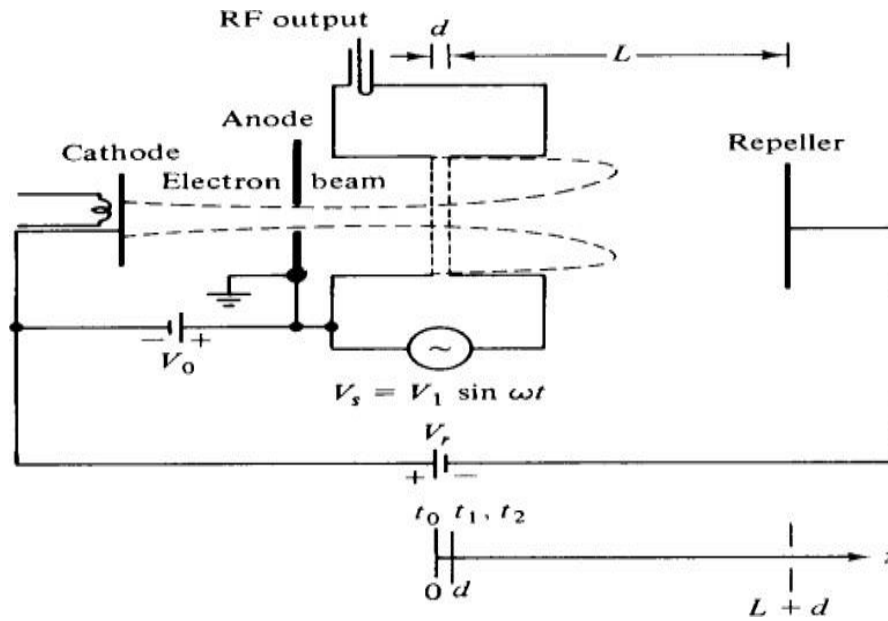 RF output
d
L
Anode
Cathode
Repeller
Electron beam
− +
V₀
~
Vₛ = V₁ sin ωt
Vᵣ
+ −
t₀ t₁, t₂
0 d
L + d